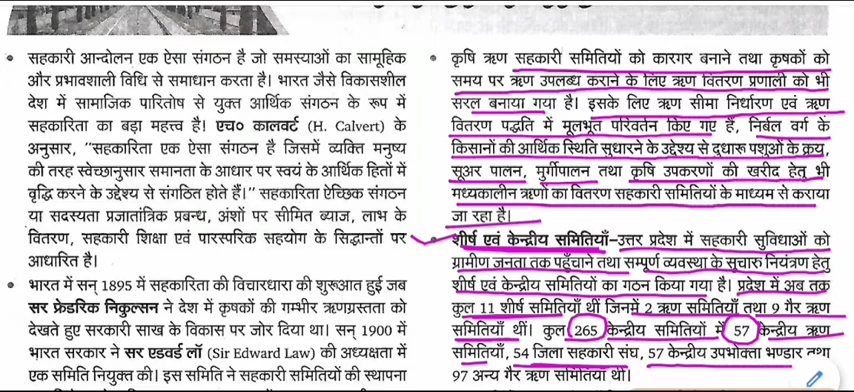 सहकारी आन्दोलन एक ऐसा संगठन है जो समस्याओं का सामूहिक
और प्रभावशाली विधि से समाधान करता है। भारत जैसे विकासशील
देश में सामाजिक पारितोष से युक्त आर्थिक संगठन के रूप में
सहकारिता का बड़ा महत्त्व है। एच० कालवर्ट (H. Calvert) के
अनुसार, "सहकारिता एक ऐसा संगठन है जिसमें व्यक्ति मनुष्य
की तरह स्वेच्छानुसार समानता के आधार पर स्वयं के आर्थिक हितों में
वृद्धि करने के उद्देश्य से संगठित होते हैं।" सहकारिता ऐच्छिक संगठन
या सदस्यता प्रजातांत्रिक प्रबन्ध, अंशों पर सीमित ब्याज, लाभ के
वितरण, सहकारी शिक्षा एवं पारस्परिक सहयोग के सिद्धान्तों पर
आधारित है।
भारत में सन् 1895 में सहकारिता की विचारधारा की शुरूआत हुई जब
सर फ्रेडरिक निकुल्सन ने देश में कृषकों की गम्भीर ऋणग्रस्तता को
देखते हुए सरकारी साख के विकास पर जोर दिया था। सन् 1900 में
भारत सरकार ने सर एडवर्ड लॉ (Sir Edward Law) की अध्यक्षता में
एक समिति नियुक्त की। इस समिति ने सहकारी समितियों की स्थापना
कृषि ऋण सहकारी समितियों को कारगर बनाने तथा कृषकों को
समय पर ऋण उपलब्ध कराने के लिए ऋण वितरण प्रणाली को भी
सरल बनाया गया है। इसके लिए ऋण सीमा निर्धारण एवं ऋण
वितरण पद्धति में मूलभूत परिवर्तन किए गए हैं, निर्बल वर्ग के
किसानों की आर्थिक स्थिति सुधारने के उद्देश्य से दुधारू पशुओं के क्रय,
सूअर पालन, मुर्गीपालन तथा कृषि उपकरणों की खरीद हेतु भी
मध्यकालीन ऋणों का वितरण सहकारी समितियों के माध्यम से कराया
जा रहा है।
शीर्ष एवं केन्द्रीय समितियाँ–उत्तर प्रदेश में सहकारी सुविधाओं को
ग्रामीण जनता तक पहुँचाने तथा सम्पूर्ण व्यवस्था के सुचारु नियंत्रण हेतु
शीर्ष एवं केन्द्रीय समितियों का गठन किया गया है। प्रदेश में अब तक
कुल 11 शीर्ष समितियाँ थीं जिनमें 2 ऋण समितियाँ तथा 9 गैर ऋण
समितियाँ थीं। कुल 265 केन्द्रीय समितियों में 57 केन्द्रीय ऋण
समितियाँ, 54 जिला सहकारी संघ, 57 केन्द्रीय उपभोक्ता भण्डार तथा
97 अन्य गैर ऋण समितियाँ थीं।